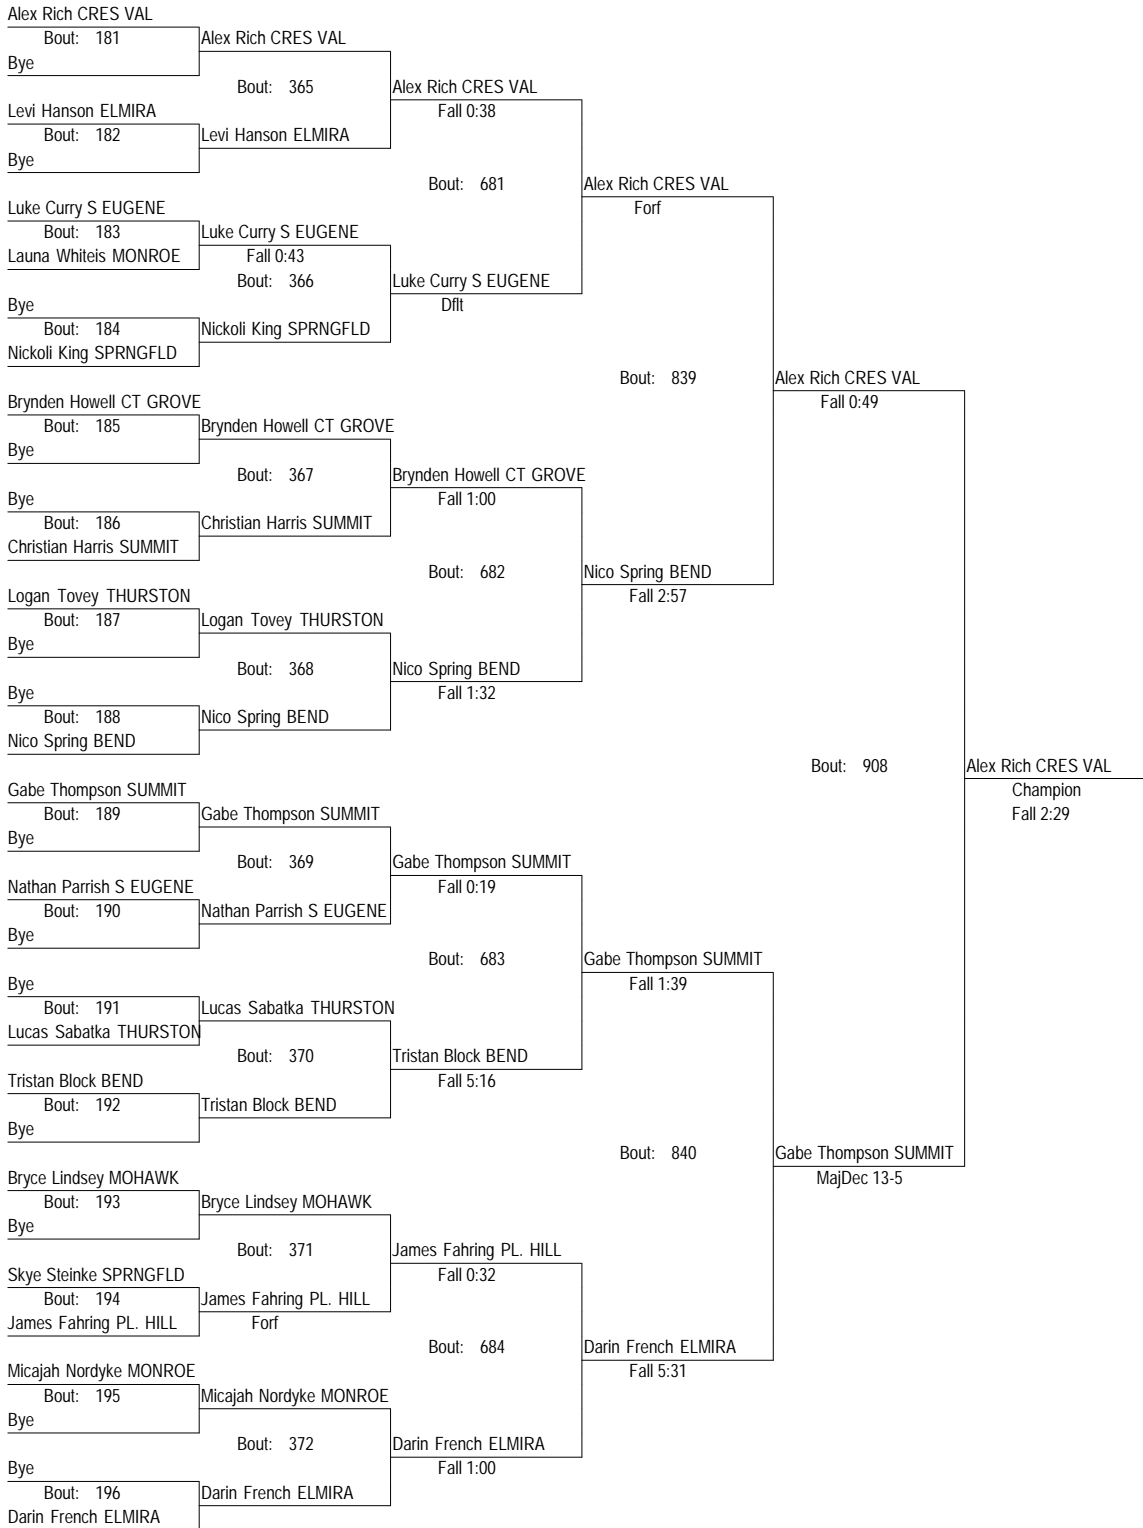 Alex Rich CRES VAL
Bout: 181
Alex Rich CRES VAL
Bye
Bout: 365
Alex Rich CRES VAL
Levi Hanson ELMIRA
Fall 0:38
Bout: 182
Levi Hanson ELMIRA
Bye
Bout: 681
Alex Rich CRES VAL
Luke Curry S EUGENE
Forf
Bout: 183
Luke Curry S EUGENE
Launa Whiteis MONROE
Fall 0:43
Bout: 366
Luke Curry S EUGENE
Bye
Dflt
Bout: 184
Nickoli King SPRNGFLD
Nickoli King SPRNGFLD
Bout: 839
Alex Rich CRES VAL
Brynden Howell CT GROVE
Fall 0:49
Bout: 185
Brynden Howell CT GROVE
Bye
Bout: 367
Brynden Howell CT GROVE
Bye
Fall 1:00
Bout: 186
Christian Harris SUMMIT
Christian Harris SUMMIT
Bout: 682
Nico Spring BEND
Logan Tovey THURSTON
Fall 2:57
Bout: 187
Logan Tovey THURSTON
Bye
Bout: 368
Nico Spring BEND
Bye
Fall 1:32
Bout: 188
Nico Spring BEND
Nico Spring BEND
Bout: 908
Alex Rich CRES VAL
Gabe Thompson SUMMIT
Champion
Bout: 189
Gabe Thompson SUMMIT
Fall 2:29
Bye
Bout: 369
Gabe Thompson SUMMIT
Nathan Parrish S EUGENE
Fall 0:19
Bout: 190
Nathan Parrish S EUGENE
Bye
Bout: 683
Gabe Thompson SUMMIT
Bye
Fall 1:39
Bout: 191
Lucas Sabatka THURSTON
Lucas Sabatka THURSTON
Bout: 370
Tristan Block BEND
Tristan Block BEND
Fall 5:16
Bout: 192
Tristan Block BEND
Bye
Bout: 840
Gabe Thompson SUMMIT
Bryce Lindsey MOHAWK
MajDec 13-5
Bout: 193
Bryce Lindsey MOHAWK
Bye
Bout: 371
James Fahring PL. HILL
Skye Steinke SPRNGFLD
Fall 0:32
Bout: 194
James Fahring PL. HILL
James Fahring PL. HILL
Forf
Bout: 684
Darin French ELMIRA
Micajah Nordyke MONROE
Fall 5:31
Bout: 195
Micajah Nordyke MONROE
Bye
Bout: 372
Darin French ELMIRA
Bye
Fall 1:00
Bout: 196
Darin French ELMIRA
Darin French ELMIRA